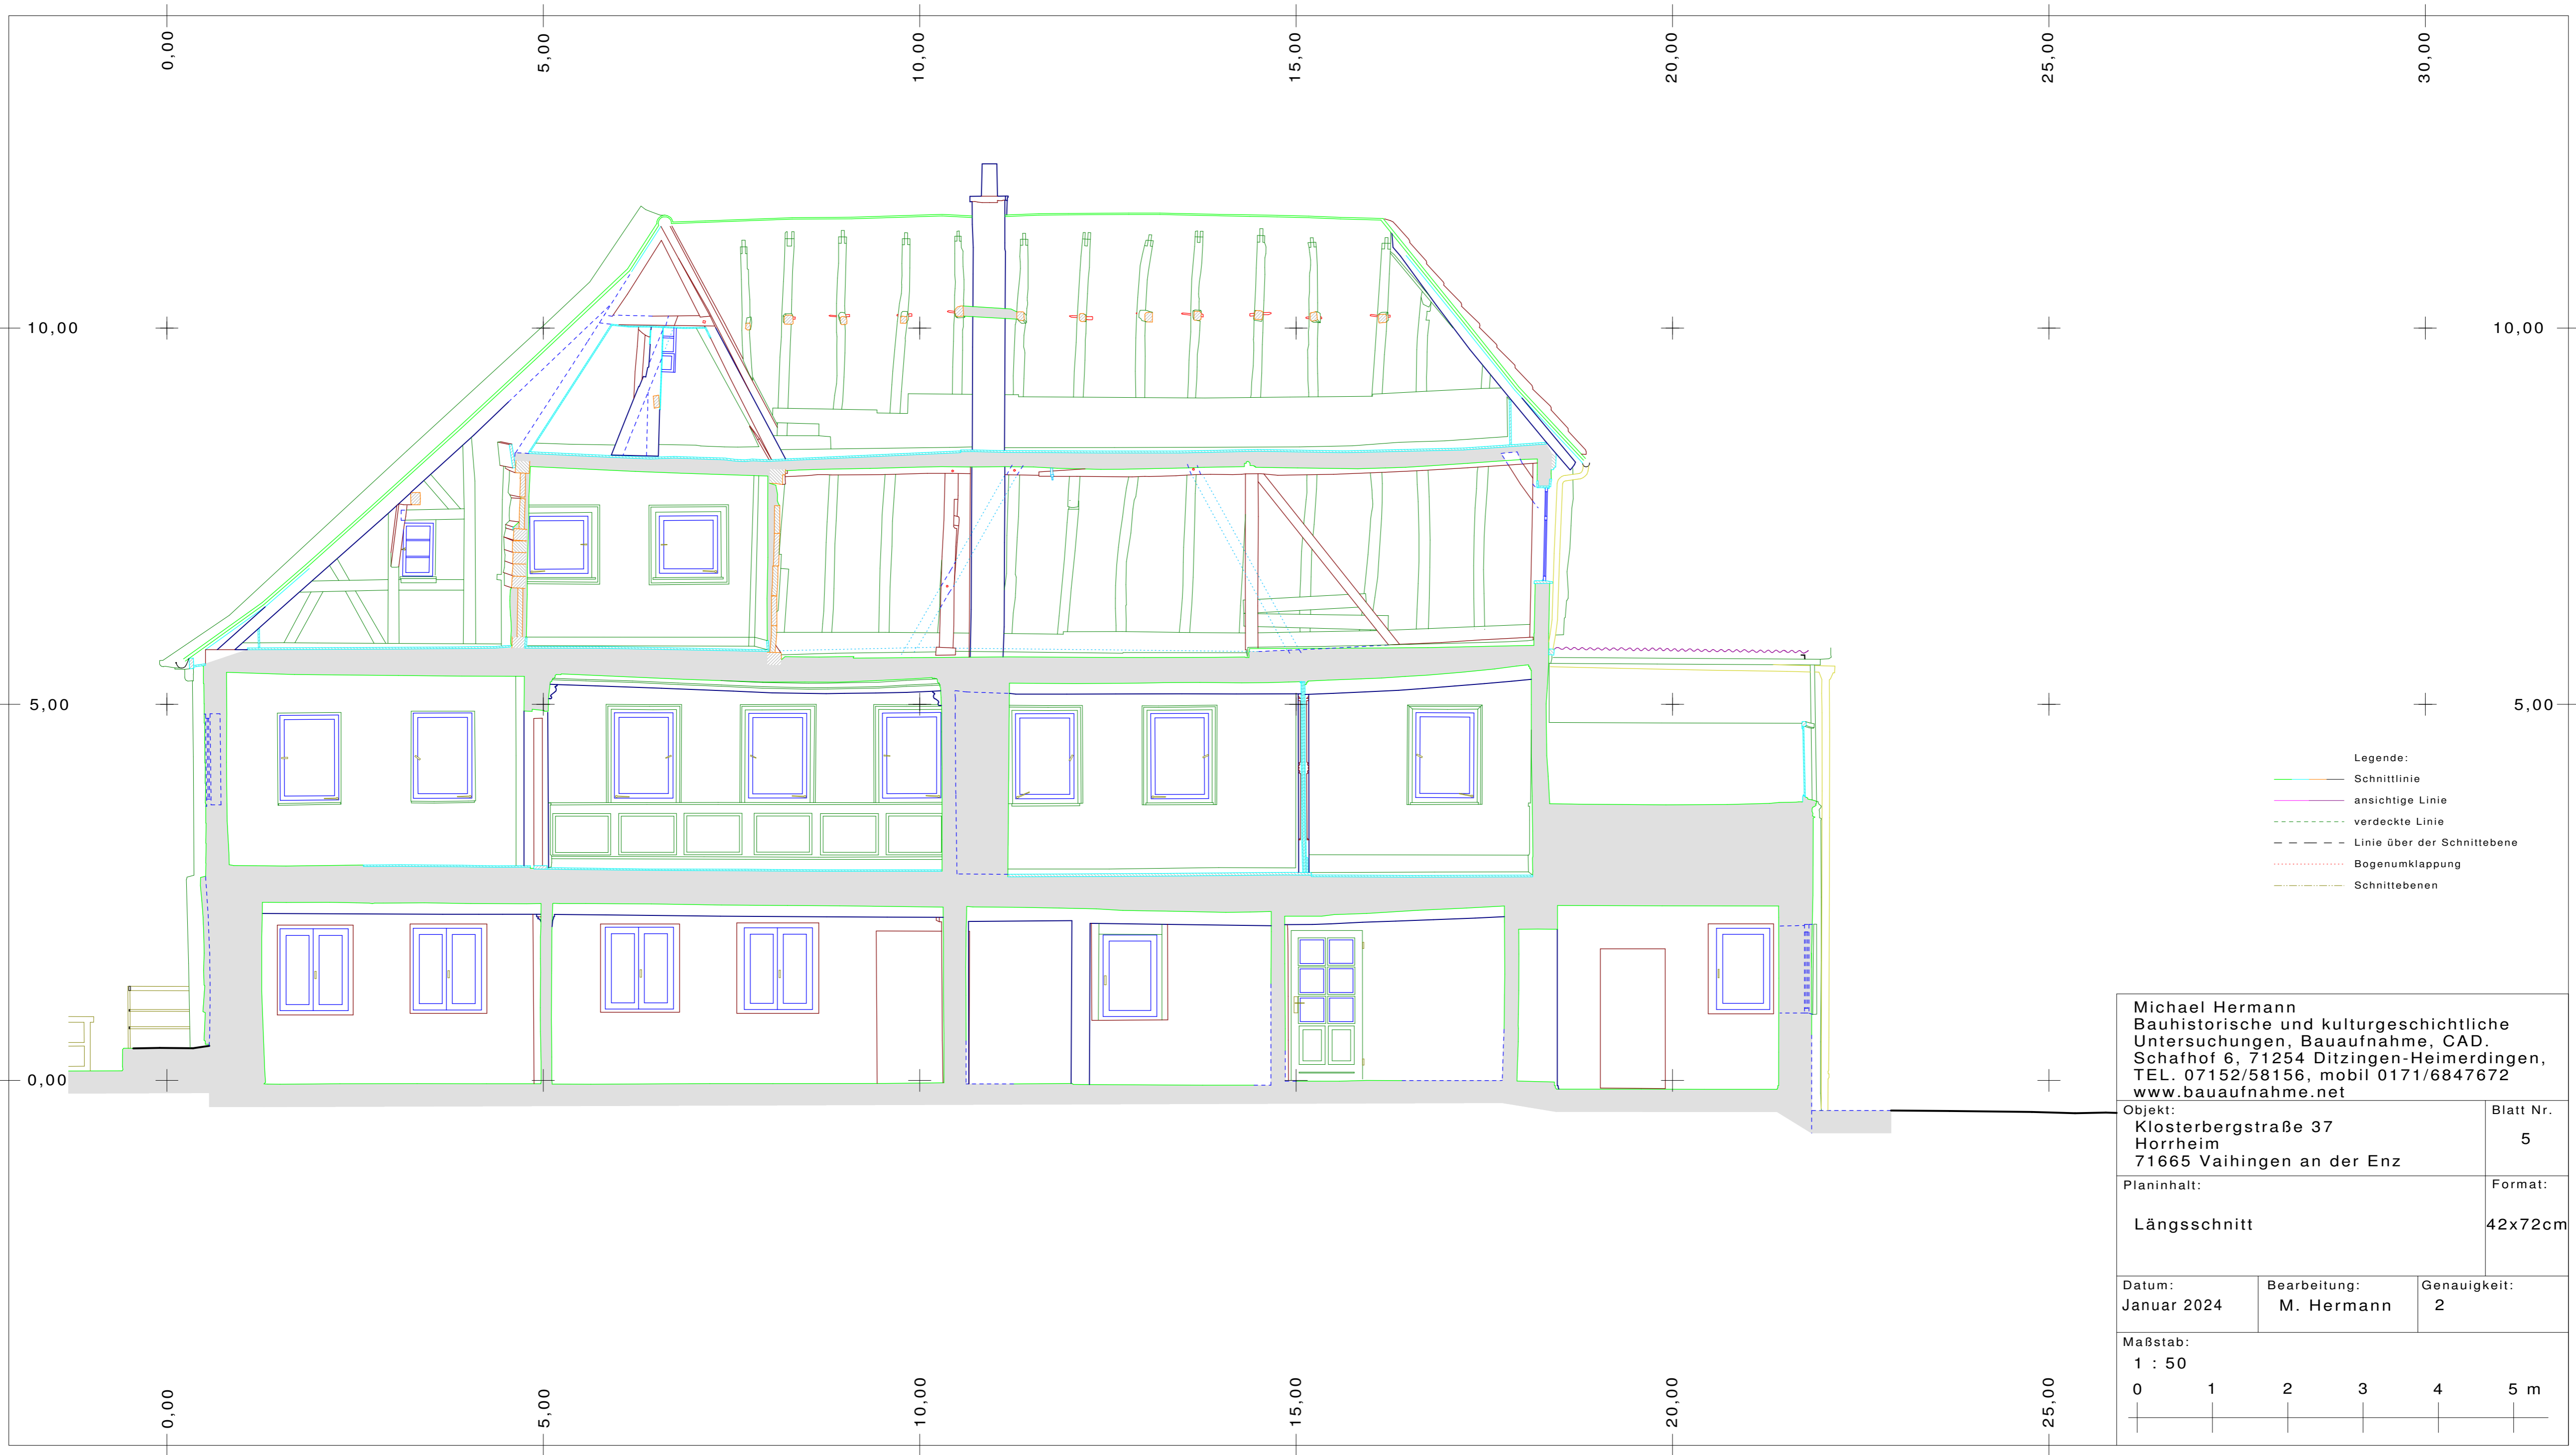 0,00
5,00
10,00
15,00
20,00
25,00
30,00
10,00
10,00
5,00
5,00
0,00
Legende:
Schnittlinie
ansichtige Linie
verdeckte Linie
Linie über der Schnittebene
Bogenumklappung
Schnittebenen
Michael Hermann
Bauhistorische und kulturgeschichtliche
Untersuchungen, Bauaufnahme, CAD.
Schafhof 6, 71254 Ditzingen-Heimerdingen,
TEL. 07152/58156, mobil 0171/6847672
www.bauaufnahme.net
Objekt:
Klosterbergstraße 37
Horrheim
71665 Vaihingen an der Enz
Blatt Nr.
5
Planinhalt:
Längsschnitt
Format:
42x72cm
Datum:
Januar 2024
Bearbeitung:
M. Hermann
Genauigkeit:
2
Maßstab:
1 : 50
0 1 2 3 4 5 m
0,00
5,00
10,00
15,00
20,00
25,00